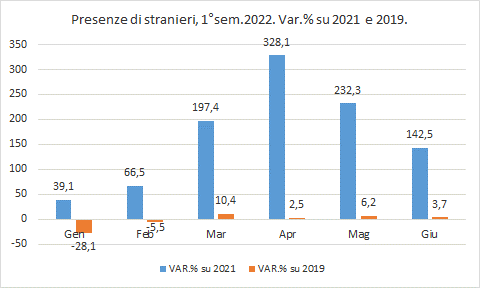 Presenze di stranieri, 1°sem.2022. Var.% su 2021 e 2019.
350
300
250
200
150
100
50
0
-50
39,1
66,5
197,4
328,1
232,3
142,5
-28,1
-5,5
10,4
2,5
6,2
3,7
Gen
Feb
Mar
Apr
Mag
Giu
VAR.% su 2021
VAR.% su 2019